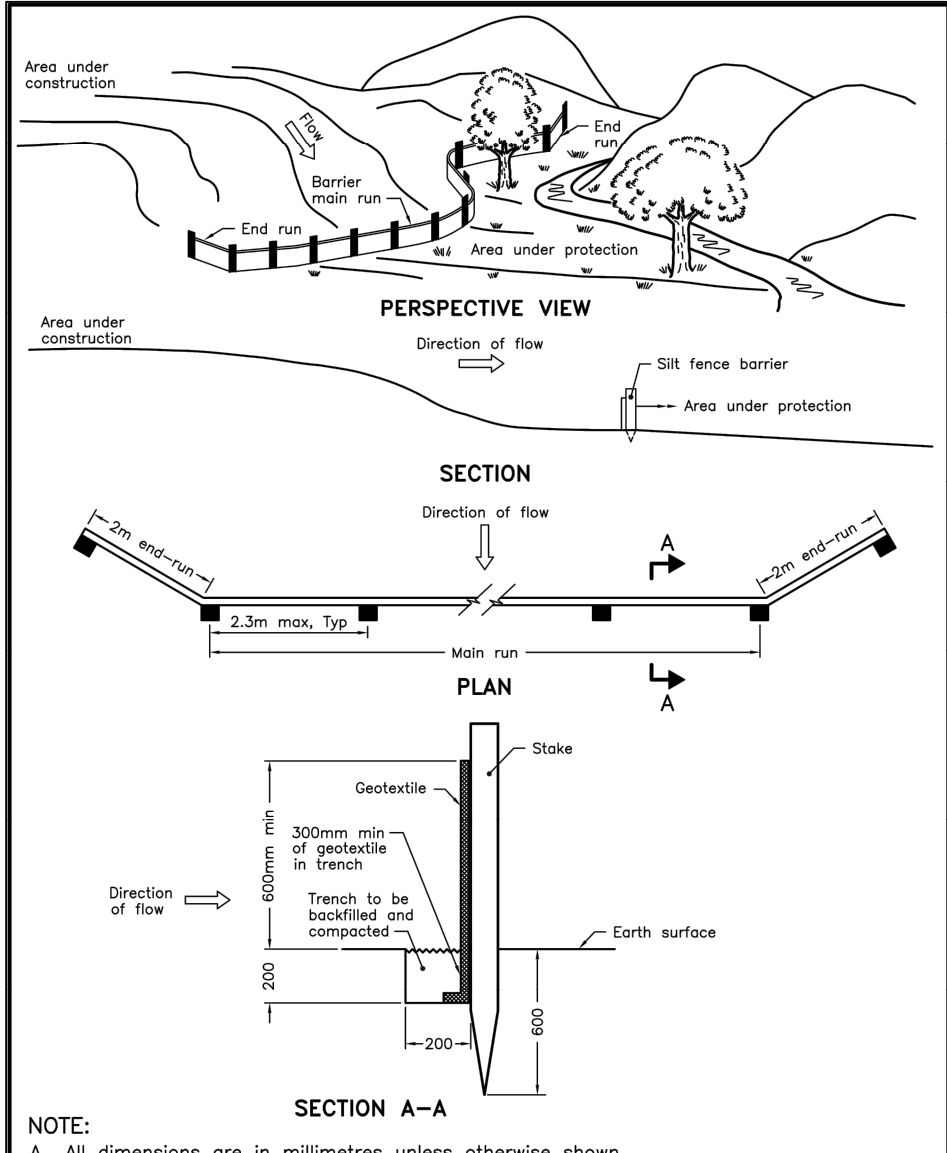 Area under
construction
Flow
End
run
Barrier
main run
End run
Area under protection
PERSPECTIVE VIEW
Area under
construction
Direction of flow
Silt fence barrier
Area under protection
SECTION
Direction of flow
2m end-run
A
2m end-run
2.3m max, Typ
Main run
PLAN
A
Stake
Geotextile
600mm min
300mm min
of geotextile
in trench
Direction
of flow
Trench to be
backfilled and
compacted
Earth surface
200
200
600
SECTION A-A
NOTE:
A All dimensions are in millimetres unless otherwise shown